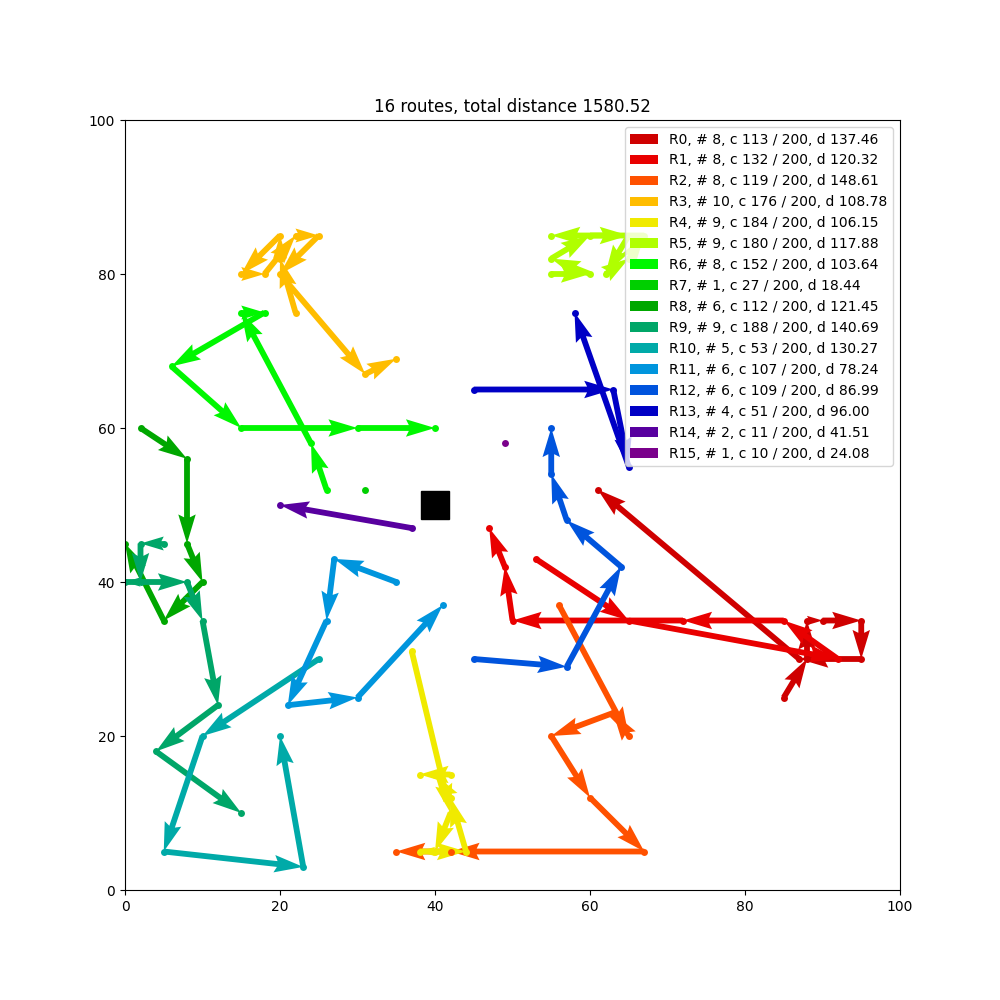 16 routes, total distance 1580.52
100
80
60
40
20
0
0 20 40 60 80 100
R0, # 8, c 113 / 200, d 137.46
R1, # 8, c 132 / 200, d 120.32
R2, # 8, c 119 / 200, d 148.61
R3, # 10, c 176 / 200, d 108.78
R4, # 9, c 184 / 200, d 106.15
R5, # 9, c 180 / 200, d 117.88
R6, # 8, c 152 / 200, d 103.64
R7, # 1, c 27 / 200, d 18.44
R8, # 6, c 112 / 200, d 121.45
R9, # 9, c 188 / 200, d 140.69
R10, # 5, c 53 / 200, d 130.27
R11, # 6, c 107 / 200, d 78.24
R12, # 6, c 109 / 200, d 86.99
R13, # 4, c 51 / 200, d 96.00
R14, # 2, c 11 / 200, d 41.51
R15, # 1, c 10 / 200, d 24.08